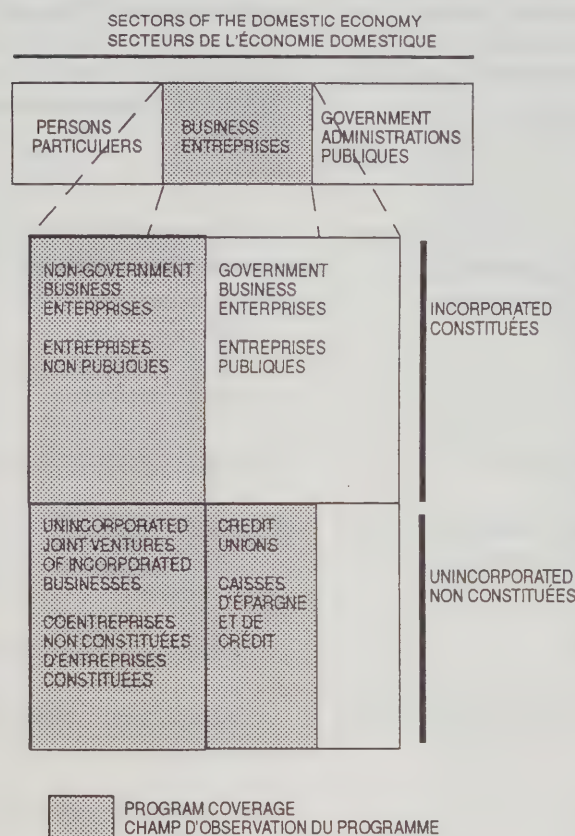 SECTORS OF THE DOMESTIC ECONOMY
SECTEURS DE L'ÉCONOMIE DOMESTIQUE
PERSONS
PARTICULIERS
BUSINESS
ENTREPRISES
GOVERNMENT
ADMINISTRATIONS
PUBLIQUES
NON-GOVERNMENT
BUSINESS
ENTERPRISES
ENTREPRISES
NON PUBLIQUES
GOVERNMENT
BUSINESS
ENTERPRISES
ENTREPRISES
PUBLIQUES
INCORPORATED
CONSTITUÉES
UNINCORPORATED
JOINT VENTURES
OF INCORPORATED
BUSINESSES
COENTREPRISES
NON CONSTITUÉES
D'ENTREPRISES
CONSTITUÉES
CREDIT
UNIONS
CAISSES
D'ÉPARGNE
ET DE
CRÉDIT
UNINCORPORATED
NON CONSTITUÉES
PROGRAM COVERAGE
CHAMP D'OBSERVATION DU PROGRAMME